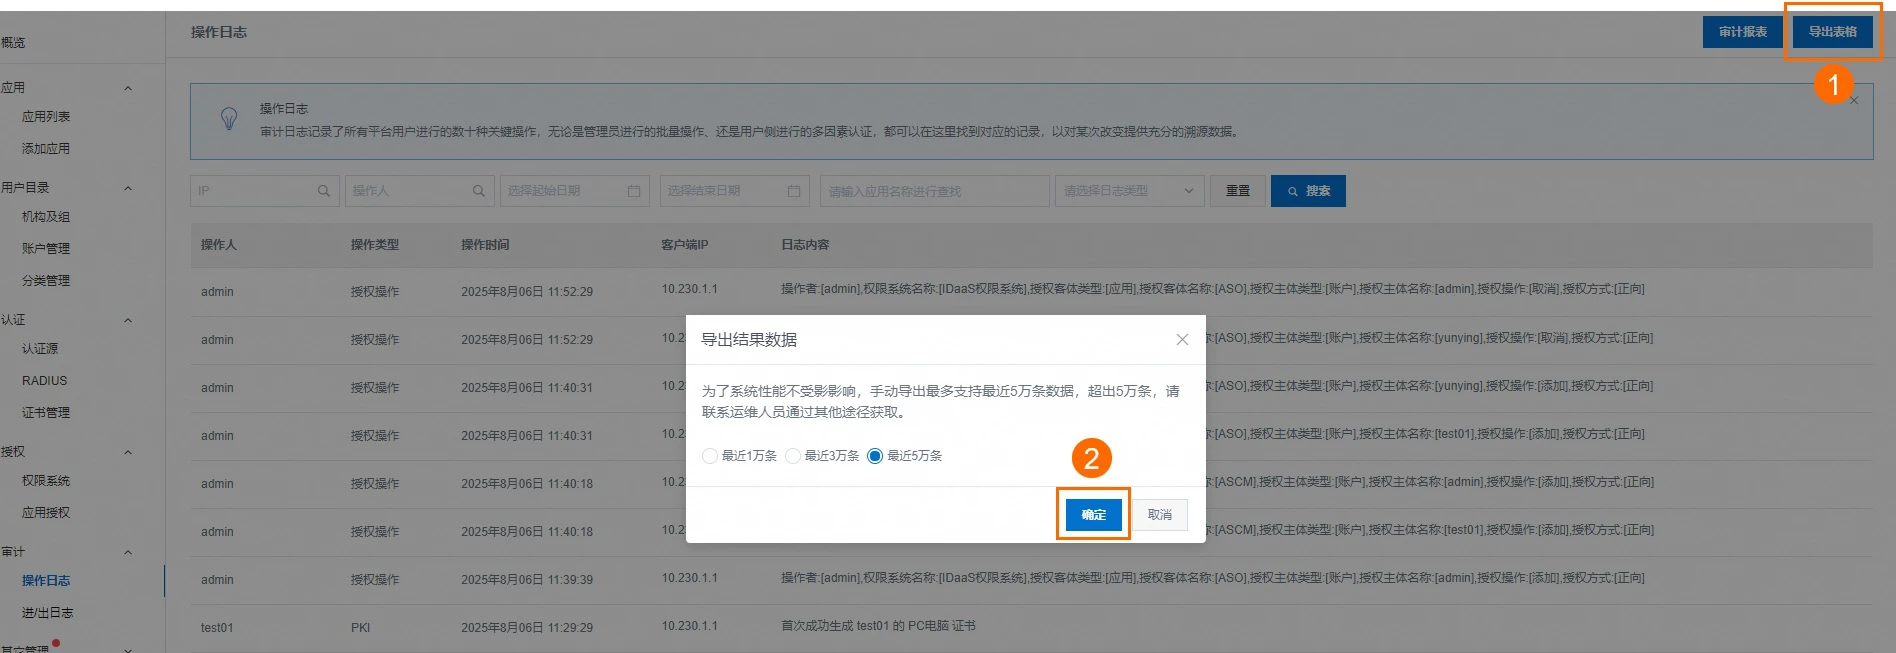 概览
应用
应用列表
添加应用
用户目录
机构及组
账户管理
分类管理
认证
认证源
RADIUS
证书管理
授权
权限系统
应用授权
审计
操作日志
进/出日志
其它管理
操作日志
审计报表
导出表格
1
操作日志
审计日志记录了所有平台用户进行的数十种关键操作，无论是管理员进行的批量操作、还是用户侧进行的多因素认证，都可以在这里找到对应的记录，以对某次改变提供充分的溯源数据。
IP
操作人
选择起始日期
选择结束日期
请输入应用名称进行查找
请选择日志类型
重置
搜索
操作人 操作类型 操作时间 客户端IP 日志内容
admin 授权操作 2025年8月06日 11:52:29 10.230.1.1 操作者:[admin],权限系统名称:[IDaaS权限系统],授权客体类型:[应用],授权客体名称:[ASO],授权主体类型:[账户],授权主体名称:[admin],授权操作:[取消],授权方式:[正向]
admin 授权操作 2025年8月06日 11:52:29 10.2 :[ASO],授权主体类型:[账户],授权主体名称:[yunying],授权操作:[取消],授权方式:[正向]
admin 授权操作 2025年8月06日 11:40:31 10.2 :[ASO],授权主体类型:[账户],授权主体名称:[yunying],授权操作:[添加],授权方式:[正向]
admin 授权操作 2025年8月06日 11:40:31 10.2 :[ASO],授权主体类型:[账户],授权主体名称:[test01],授权操作:[添加],授权方式:[正向]
admin 授权操作 2025年8月06日 11:40:18 10.2 :[ASCM],授权主体类型:[账户],授权主体名称:[admin],授权操作:[添加],授权方式:[正向]
admin 授权操作 2025年8月06日 11:40:18 10.2 :[ASCM],授权主体类型:[账户],授权主体名称:[test01],授权操作:[添加],授权方式:[正向]
admin 授权操作 2025年8月06日 11:39:39 10.230.1.1 操作者:[admin],权限系统名称:[IDaaS权限系统],授权客体类型:[应用],授权客体名称:[ASO],授权主体类型:[账户],授权主体名称:[admin],授权操作:[添加],授权方式:[正向]
test01 PKI 2025年8月06日 11:29:29 10.230.1.1 首次成功生成 test01 的 PC电脑 证书
导出结果数据
为了系统性能不受影影响，手动导出最多支持最近5万条数据，超出5万条，请
联系运维人员通过其他途径获取。
最近1万条 最近3万条 最近5万条
2
确定
取消